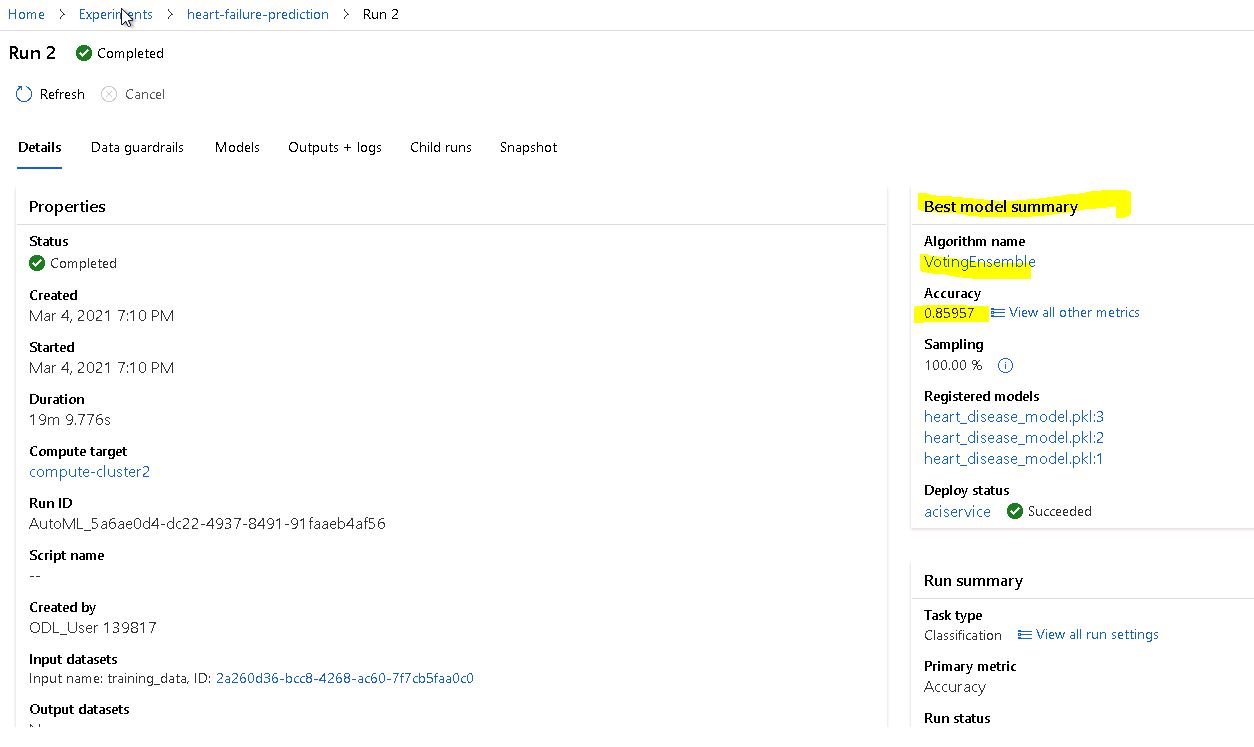 Home > Experiments > heart-failure-prediction > Run 2
Run 2 Completed
Refresh Cancel
Details Data guardrails Models Outputs + logs Child runs Snapshot
Properties
Status
Completed
Created
Mar 4, 2021 7:10 PM
Started
Mar 4, 2021 7:10 PM
Duration
19m 9.776s
Compute target
compute-cluster2
Run ID
AutoML_5a6ae0d4-dc22-4937-8491-91faaeb4af56
Script name
--
Created by
ODL_User 139817
Input datasets
Input name: training_data, ID: 2a260d36-bcc8-4268-ac60-7f7cb5faa0c0
Output datasets
Best model summary
Algorithm name
VotingEnsemble
Accuracy
0.85957 View all other metrics
Sampling
100.00 %
Registered models
heart_disease_model.pkl:3
heart_disease_model.pkl:2
heart_disease_model.pkl:1
Deploy status
aciservice Succeeded
Run summary
Task type
Classification View all run settings
Primary metric
Accuracy
Run status